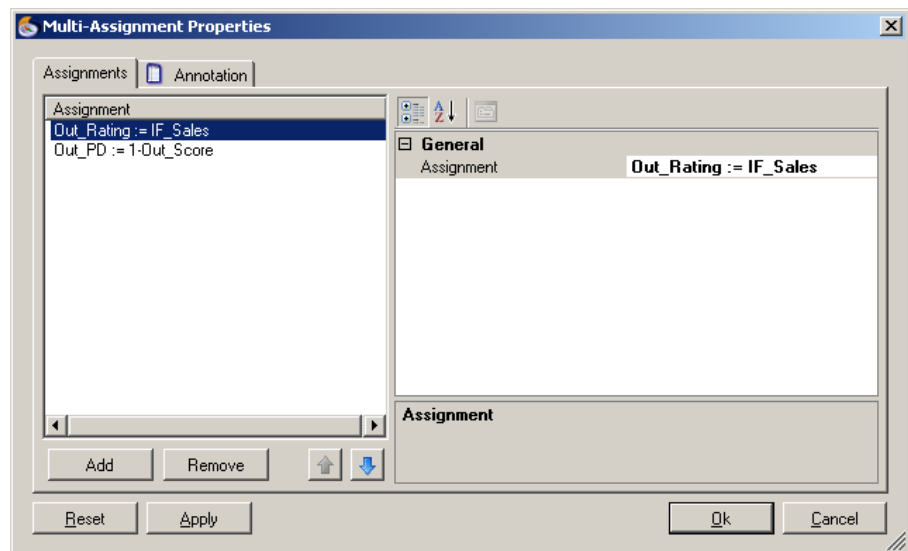 Multi-Assignment Properties
Assignments
Annotation
Assignment
Out_Rating := IF_Sales
Out_PD := 1-Out_Score
General
Assignment Out_Rating := IF_Sales
Assignment
Add
Remove
Reset
Apply
Ok
Cancel